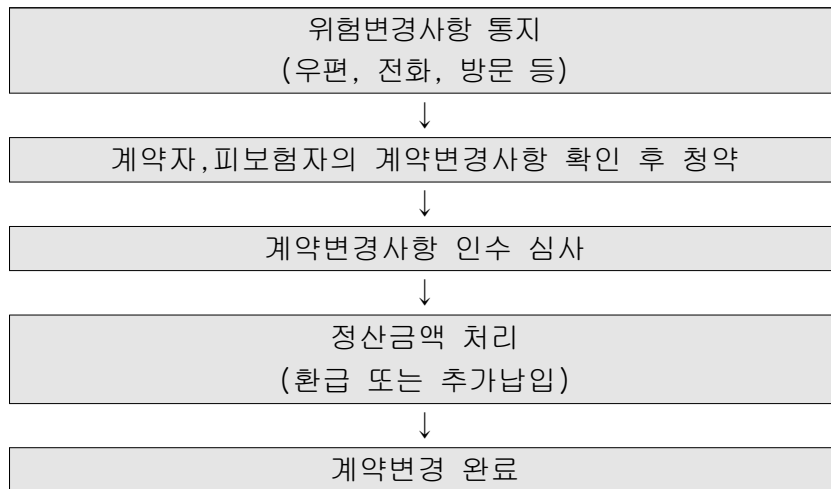 위험변경사항 통지
(우편, 전화, 방문 등)
↓
계약자,피보험자의 계약변경사항 확인 후 청약
↓
계약변경사항 인수 심사
↓
정산금액 처리
(환급 또는 추가납입)
↓
계약변경 완료